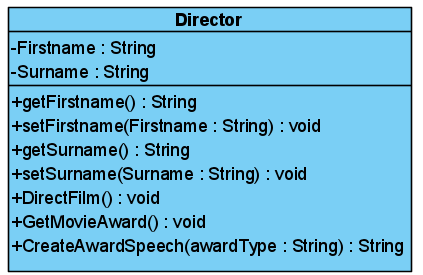 Director
-Firstname : String
-Surname : String
+getFirstname() : String
+setFirstname(Firstname : String) : void
+getSurname() : String
+setSurname(Surname : String) : void
+DirectFilm() : void
+GetMovieAward() : void
+CreateAwardSpeech(awardType : String) : String